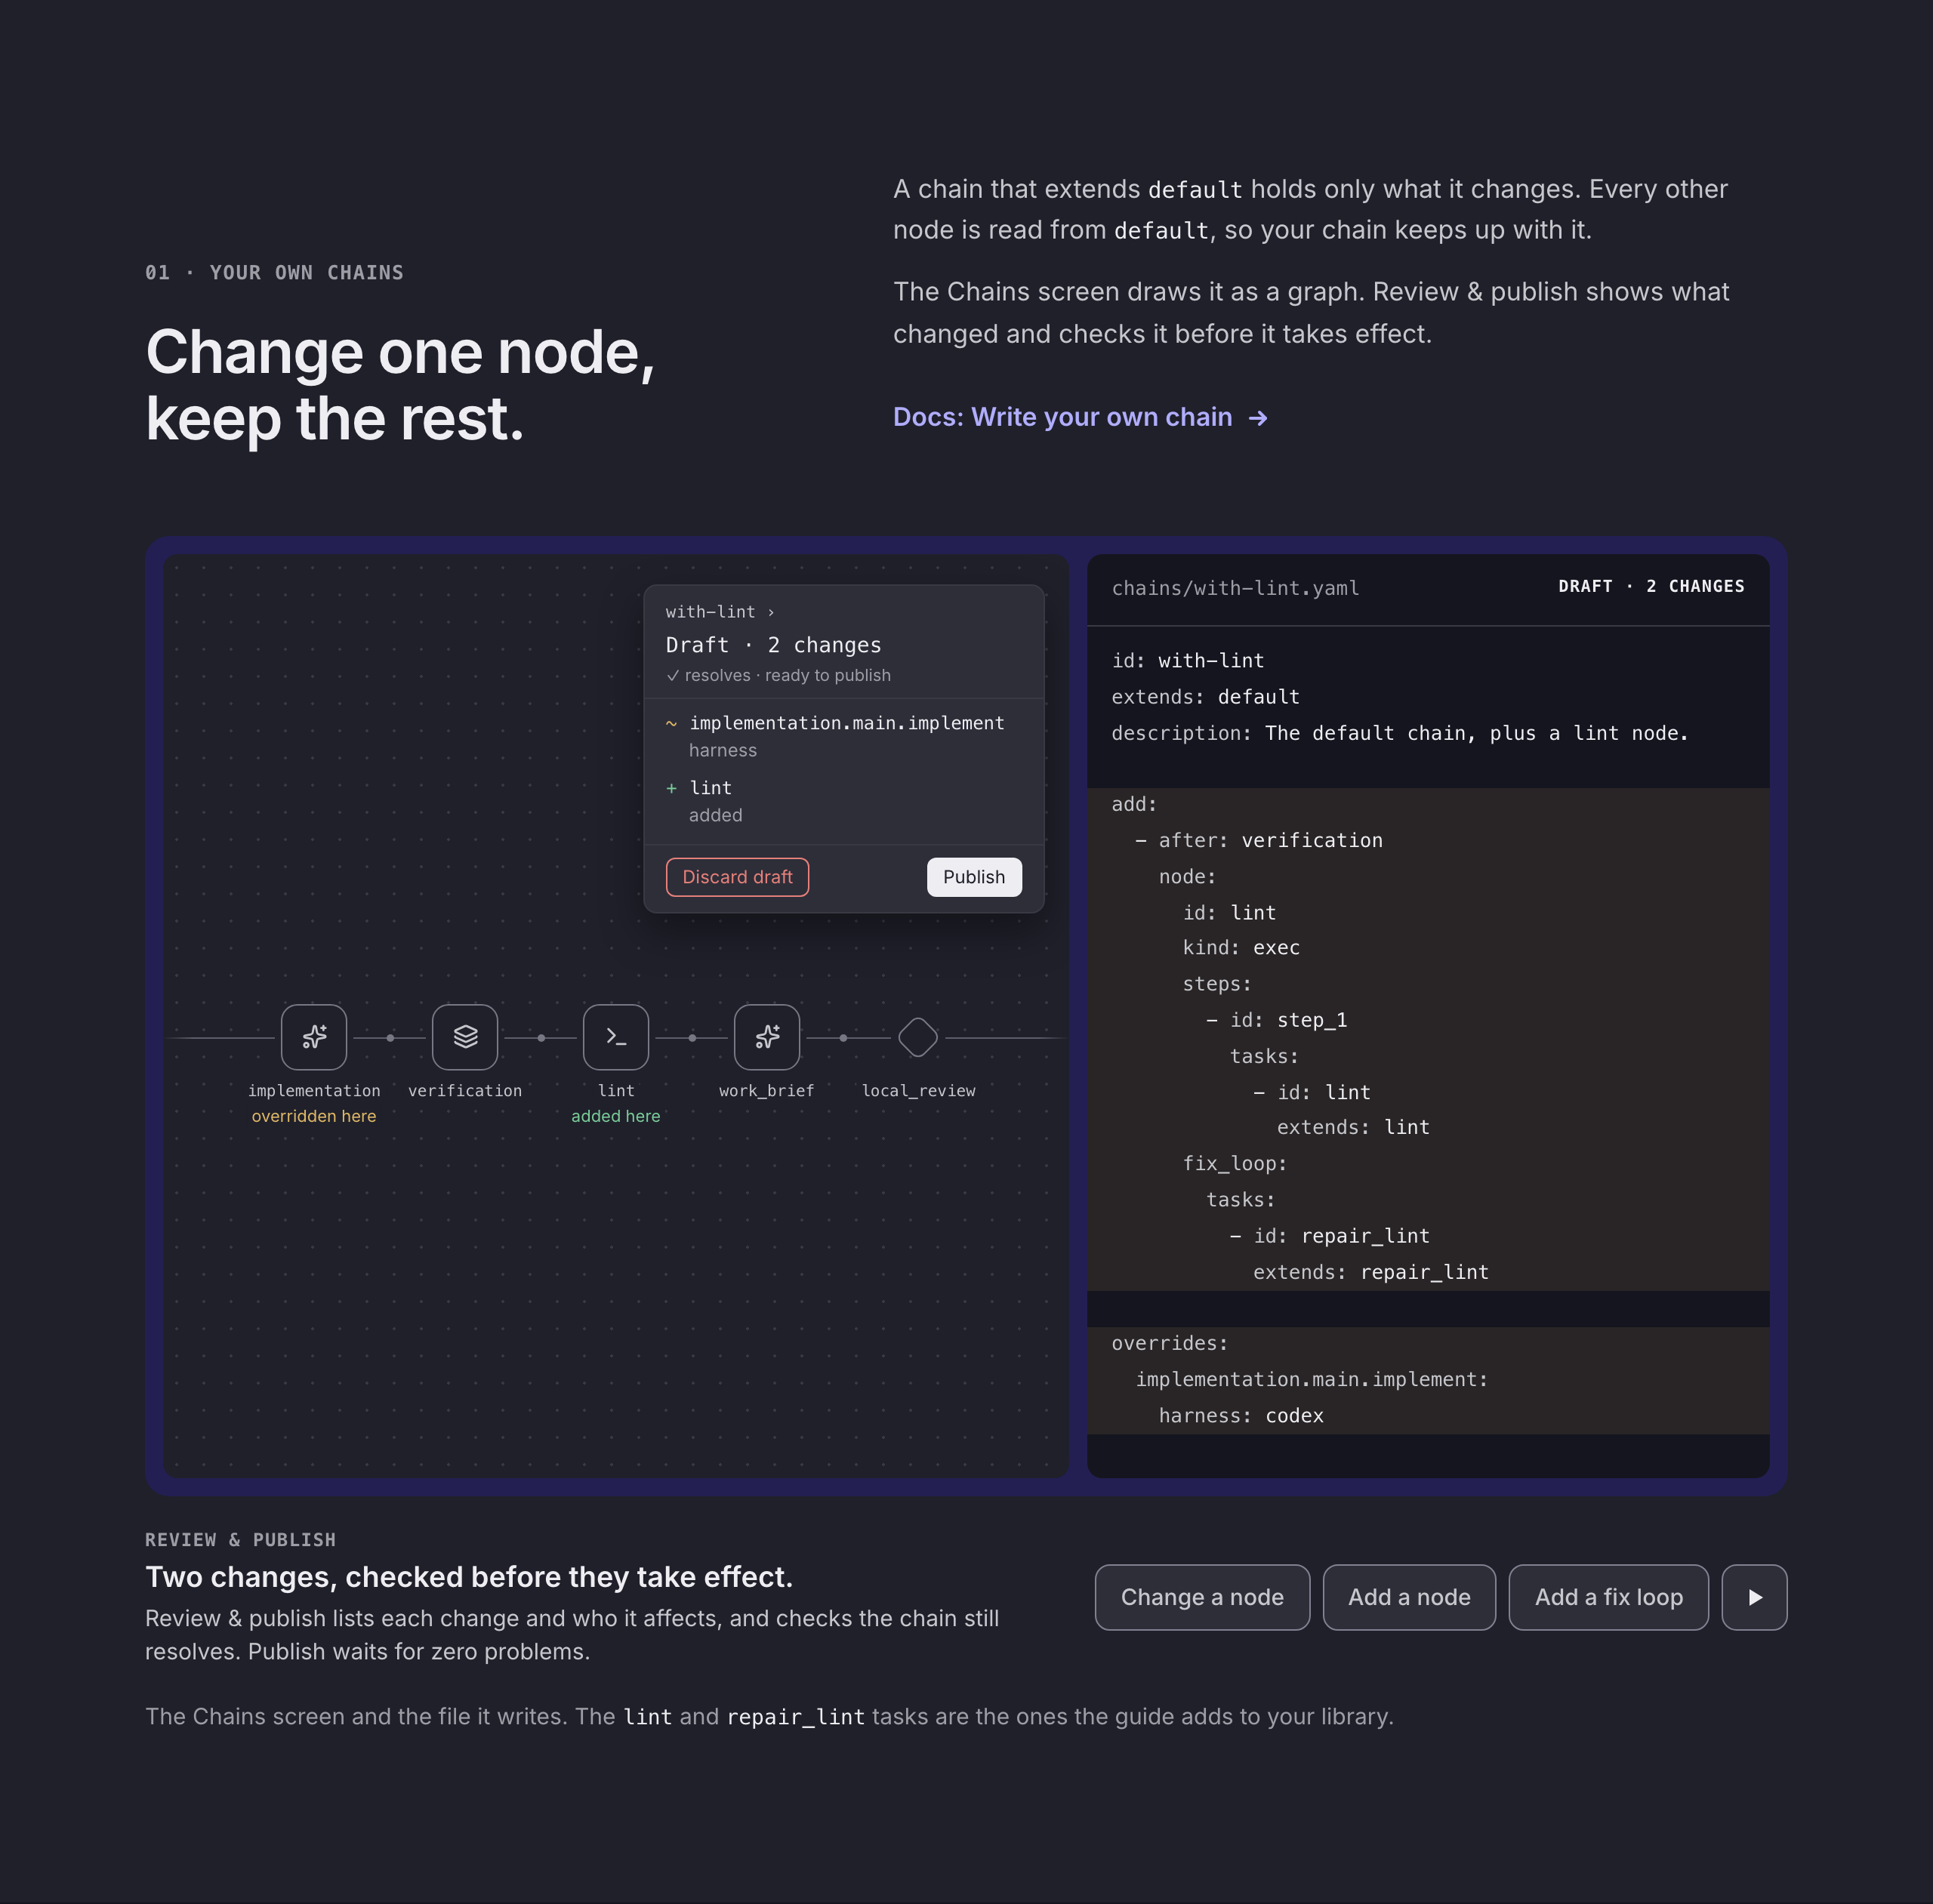 01 · YOUR OWN CHAINS
Change one node,
keep the rest.
A chain that extends default holds only what it changes. Every other
node is read from default, so your chain keeps up with it.
The Chains screen draws it as a graph. Review & publish shows what
changed and checks it before it takes effect.
Docs: Write your own chain →
with-lint ›
Draft · 2 changes
✓ resolves · ready to publish
~ implementation.main.implement
harness
+ lint
added
Discard draft
Publish
implementation
overridden here
verification
lint
added here
work_brief
local_review
chains/with-lint.yaml
DRAFT · 2 CHANGES
id: with-lint
extends: default
description: The default chain, plus a lint node.
add:
- after: verification
node:
id: lint
kind: exec
steps:
- id: step_1
tasks:
- id: lint
extends: lint
fix_loop:
tasks:
- id: repair_lint
extends: repair_lint
overrides:
implementation.main.implement:
harness: codex
REVIEW & PUBLISH
Two changes, checked before they take effect.
Review & publish lists each change and who it affects, and checks the chain still
resolves. Publish waits for zero problems.
Change a node
Add a node
Add a fix loop
The Chains screen and the file it writes. The lint and repair_lint tasks are the ones the guide adds to your library.